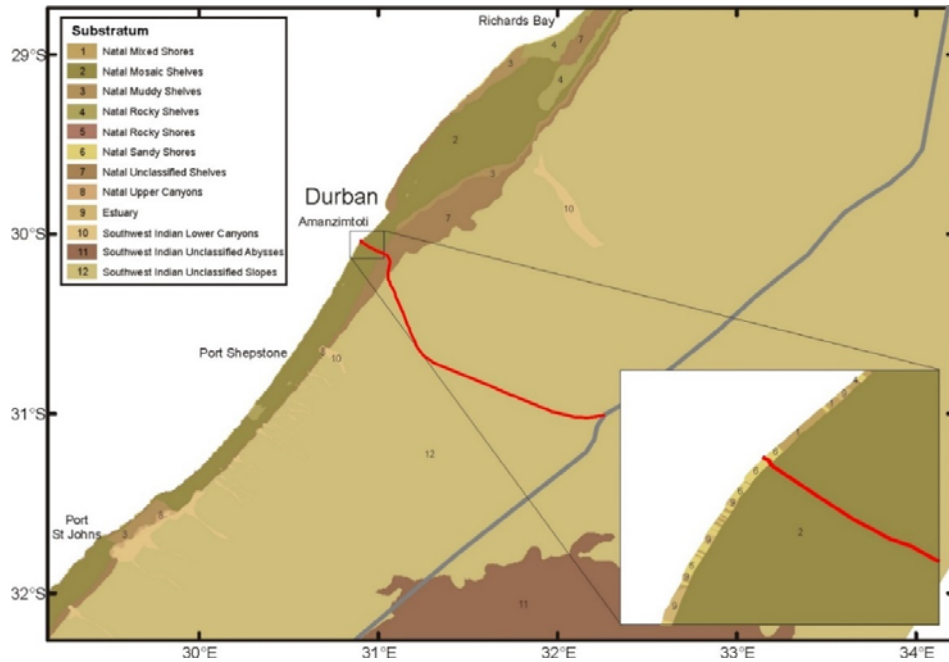 Substratum
1 Natal Mixed Shores
2 Natal Mosaic Shelves
3 Natal Muddy Shelves
4 Natal Rocky Shelves
5 Natal Rocky Shores
6 Natal Sandy Shores
7 Natal Unclassified Shelves
8 Natal Upper Canyons
9 Estuary
10 Southwest Indian Lower Canyons
11 Southwest Indian Unclassified Abysses
12 Southwest Indian Unclassified Slopes
Richards Bay
29°S
4
7
3
4
2
3
Durban
7
10
Amanzimtoti
30°S
Port Shepstone
10
31°S
12
Port
St Johns
8
3
32°S
11
2
30°E
31°E
32°E
33°E
34°E